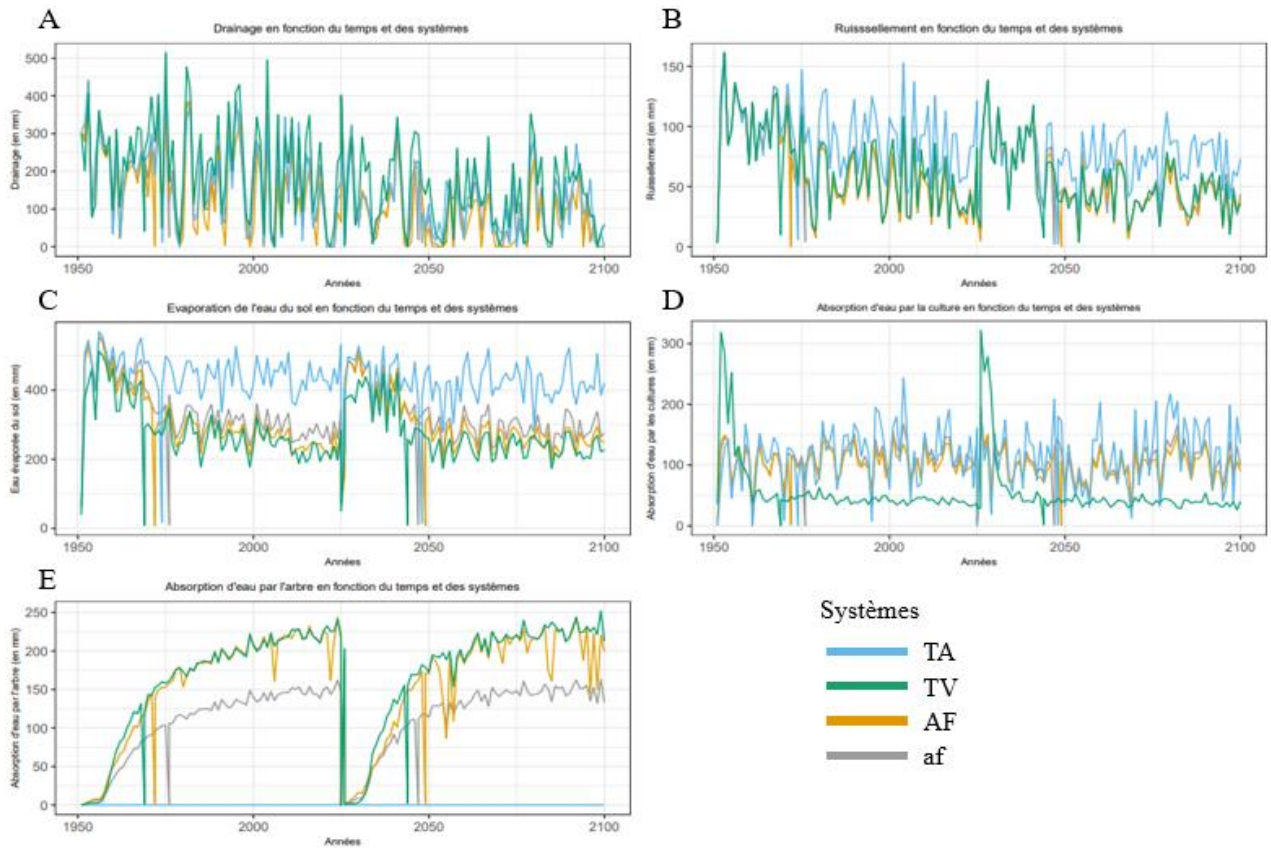 A
Drainage en fonction du temps et des systèmes
Drainage (en mm)
500
400
300
200
100
0
1950
2000
2050
2100
Années
B
Ruisssellement en fonction du temps et des systèmes
Ruissellement (en mm)
150
100
50
0
1950
2000
2050
2100
Années
C
Evaporation de l'eau du sol en fonction du temps et des systèmes
Eau évaporée du sol (en mm)
400
200
0
1950
2000
2050
2100
Années
D
Absorption d'eau par la culture en fonction du temps et des systèmes
Absorption d'eau par les cultures (en mm)
300
200
100
0
1950
2000
2050
2100
Années
E
Absorption d'eau par l'arbre en fonction du temps et des systèmes
Absorption d'eau par l'arbre (en mm)
250
200
150
100
50
0
1950
2000
2050
2100
Années
Systèmes
TA
TV
AF
af